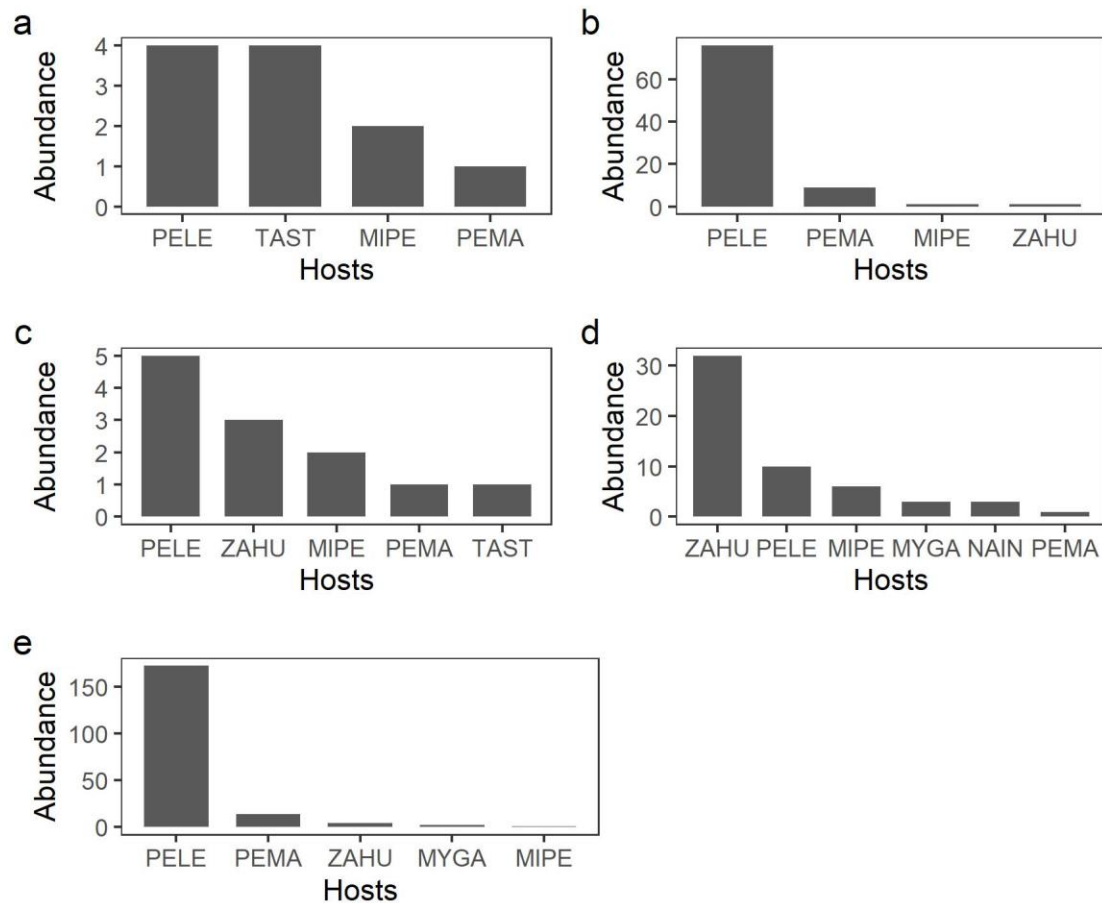 a
Abundance
4
3
2
1
0
PELE TAST MIPE PEMA
Hosts
b
Abundance
60
40
20
0
PELE PEMA MIPE ZAHU
Hosts
c
Abundance
5
4
3
2
1
0
PELE ZAHU MIPE PEMA TAST
Hosts
d
Abundance
30
20
10
0
ZAHU PELE MIPE MYGA NAIN PEMA
Hosts
e
Abundance
150
100
50
0
PELE PEMA ZAHU MYGA MIPE
Hosts